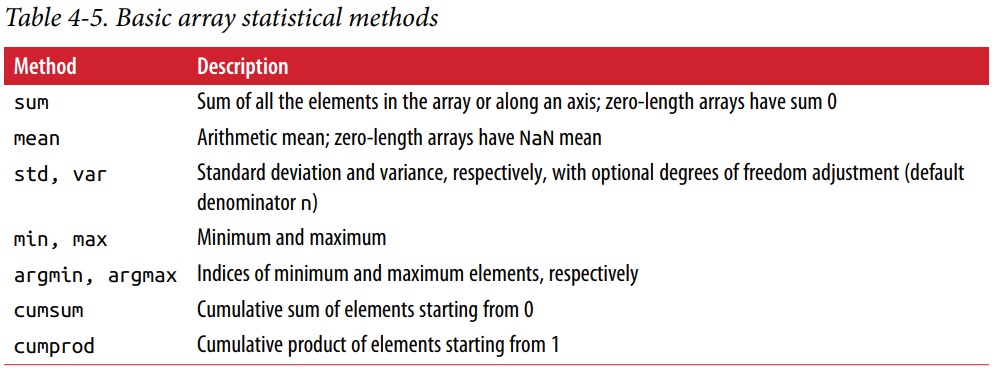 Table 4-5. Basic array statistical methods
Method Description
sum Sum of all the elements in the array or along an axis; zero-length arrays have sum 0
mean Arithmetic mean; zero-length arrays have NaN mean
std, var Standard deviation and variance, respectively, with optional degrees of freedom adjustment (default
denominator n)
min, max Minimum and maximum
argmin, argmax Indices of minimum and maximum elements, respectively
cumsum Cumulative sum of elements starting from 0
cumprod Cumulative product of elements starting from 1